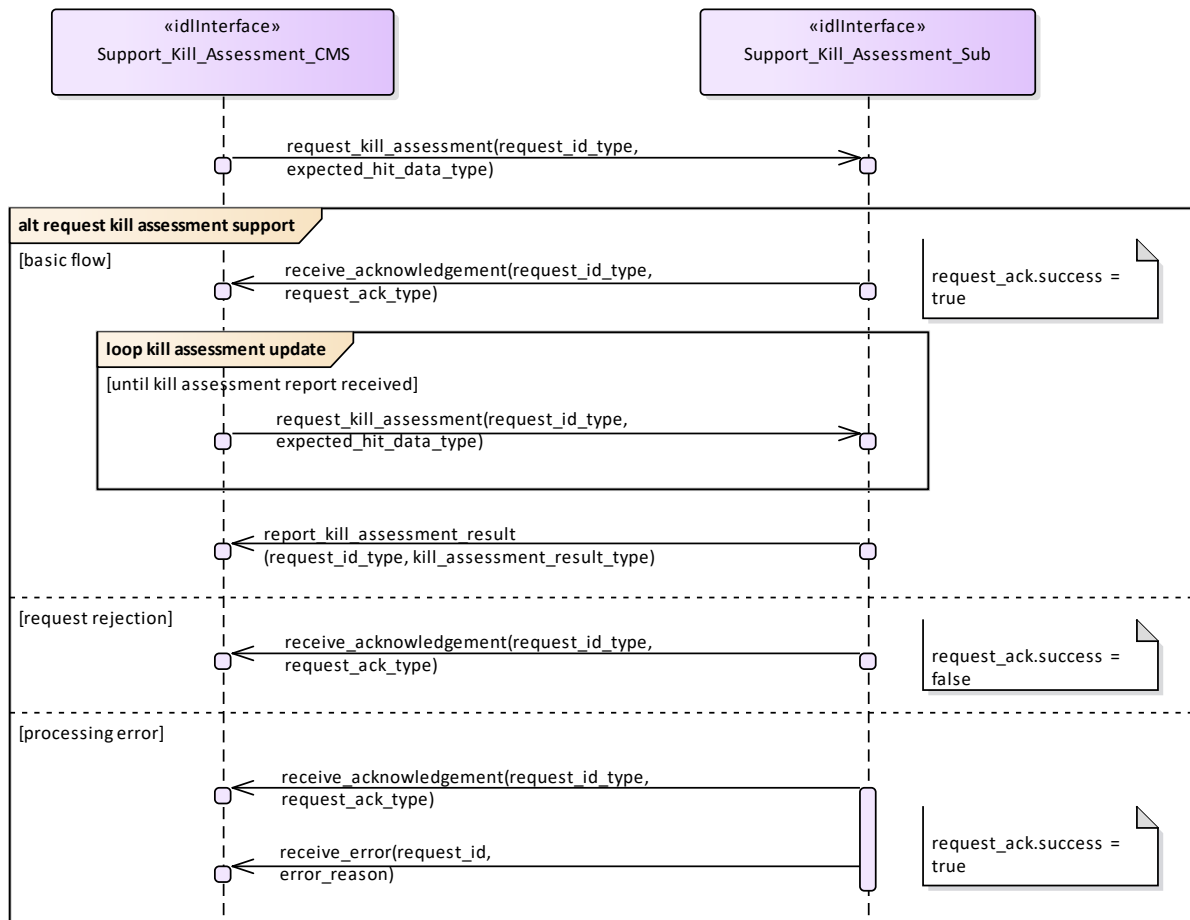 «idlInterface»
Support_Kill_Assessment_CMS
«idlInterface»
Support_Kill_Assessment_Sub
request_kill_assessment(request_id_type,
expected_hit_data_type)
alt request kill assessment support
[basic flow]
receive_acknowledgement(request_id_type,
request_ack_type)
request_ack.success =
true
loop kill assessment update
[until kill assessment report received]
request_kill_assessment(request_id_type,
expected_hit_data_type)
report_kill_assessment_result
(request_id_type, kill_assessment_result_type)
[request rejection]
receive_acknowledgement(request_id_type,
request_ack_type)
request_ack.success =
false
[processing error]
receive_acknowledgement(request_id_type,
request_ack_type)
receive_error(request_id,
error_reason)
request_ack.success =
true